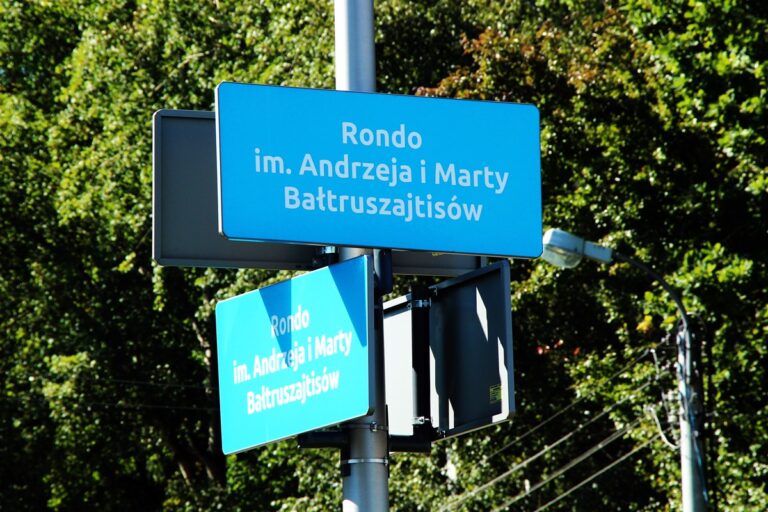 Rondo
im. Andrzeja i Marty
Bałtruszajtisów
Rondo
im. Andrzeja i Marty
Bałtruszajtisów